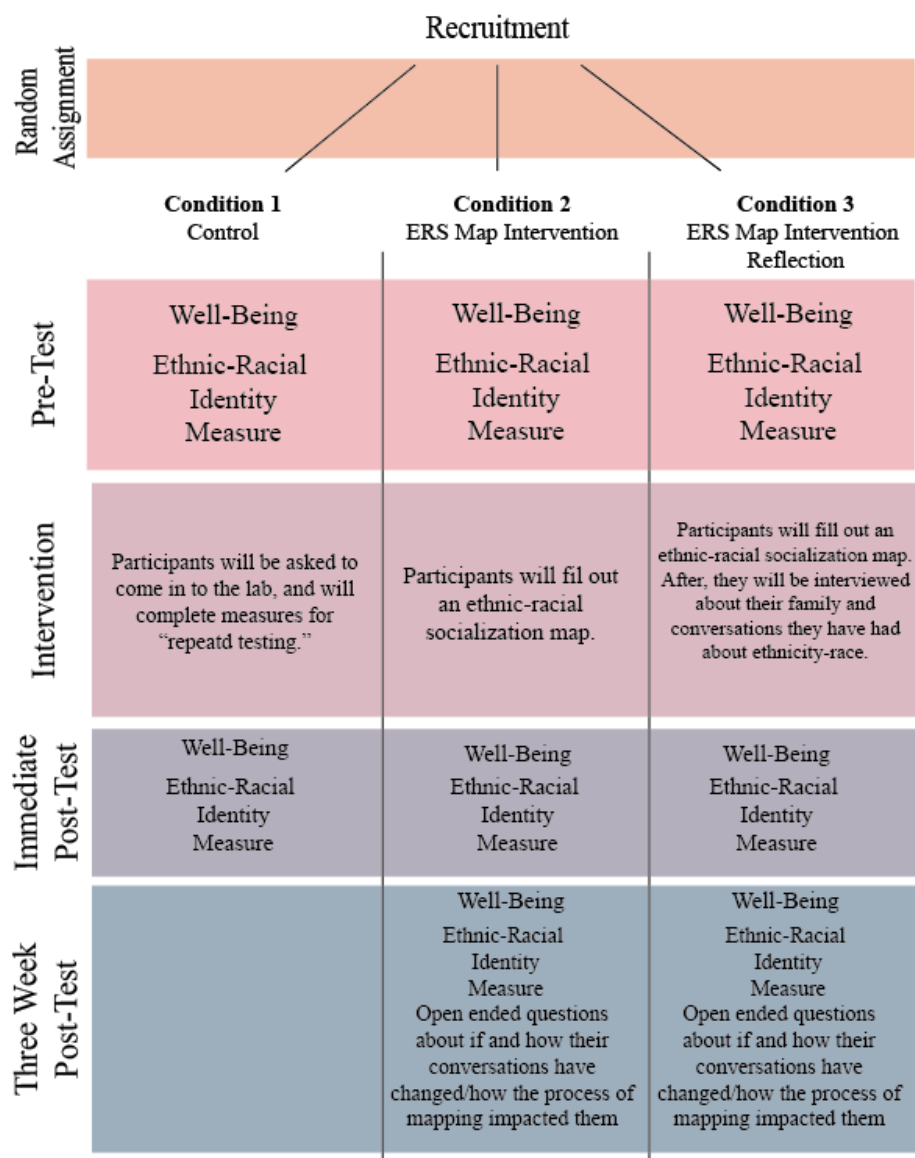 Recruitment
Random
Assignment
Condition 1
Control
Condition 2
ERS Map Intervention
Condition 3
ERS Map Intervention
Reflection
Pre-Test
Well-Being
Ethnic-Racial
Identity
Measure
Well-Being
Ethnic-Racial
Identity
Measure
Well-Being
Ethnic-Racial
Identity
Measure
Intervention
Participants will be asked to
come in to the lab, and will
complete measures for
“repeatd testing.”
Participants will fill out
an ethnic-racial
socialization map.
Participants will fill out an
ethnic-racial socialization map.
After, they will be interviewed
about their family and
conversations they have had
about ethnicity-race.
Immediate
Post-Test
Well-Being
Ethnic-Racial
Identity
Measure
Well-Being
Ethnic-Racial
Identity
Measure
Well-Being
Ethnic-Racial
Identity
Measure
Three Week
Post-Test
Well-Being
Ethnic-Racial
Identity
Measure
Open ended questions
about if and how their
conversations have
changed/how the process of
mapping impacted them
Well-Being
Ethnic-Racial
Identity
Measure
Open ended questions
about if and how their
conversations have
changed/how the process of
mapping impacted them